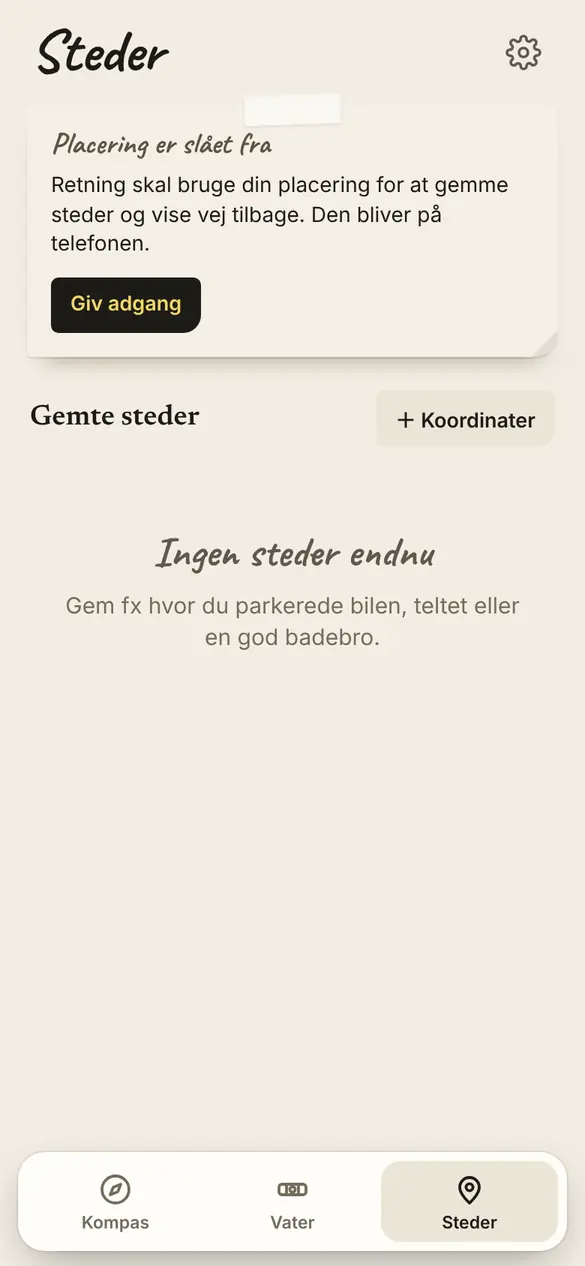 Steder
Placering er slået fra
Retning skal bruge din placering for at gemme
steder og vise vej tilbage. Den bliver på
telefonen.
Giv adgang
Gemte steder
+ Koordinater
Ingen steder endnu
Gem fx hvor du parkerede bilen, teltet eller
en god badebro.
Kompas
Vater
Steder